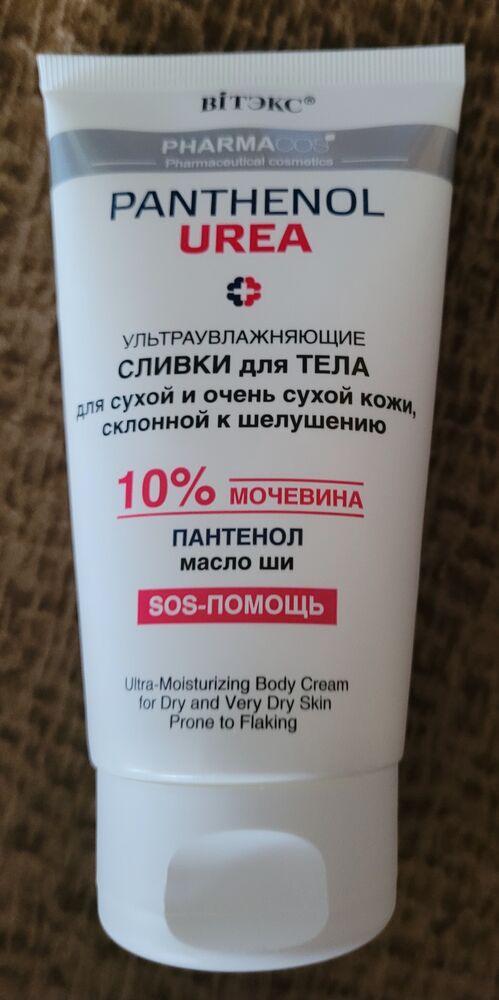 ВІТЭКС®
PHARMACOS
Pharmaceutical cosmetics
PANTHENOL
UREA
УЛЬТРАУВЛАЖНЯЮЩИЕ
СЛИВКИ для ТЕЛА
для сухой и очень сухой кожи,
склонной к шелушению
10% МОЧЕВИНА
ПАНТЕНОЛ
масло ши
SOS-ПОМОЩЬ
Ultra-Moisturizing Body Cream
for Dry and Very Dry Skin
Prone to Flaking